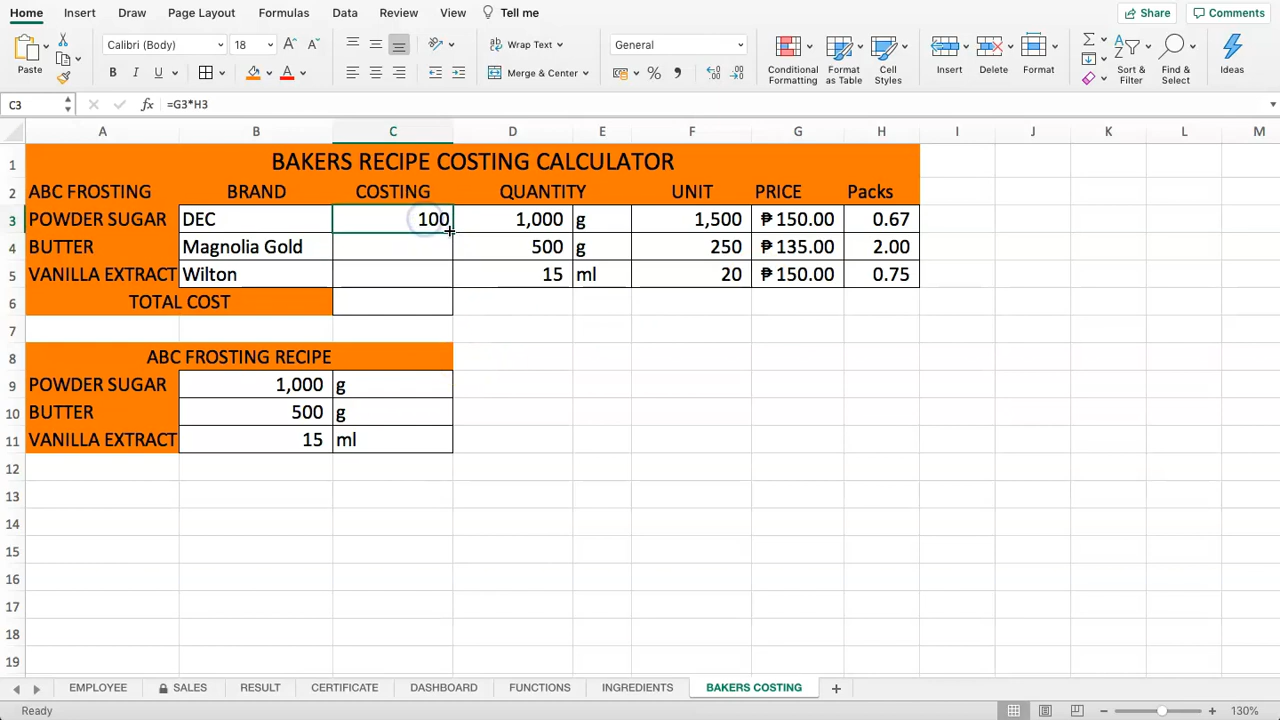 Home Insert Draw Page Layout Formulas Data Review View Tell me Share Comments
Paste Calibri (Body) 18 A A Wrap Text General Conditional Formatting Format as Table Cell Styles Insert Delete Format Sort & Filter Find & Select Ideas
B I U A Merge & Center % 
C3 fx =G3*H3
A B C D E F G H I J K L M
1 BAKERS RECIPE COSTING CALCULATOR
2 ABC FROSTING BRAND COSTING QUANTITY UNIT PRICE Packs
3 POWDER SUGAR DEC 100 1,000 g 1,500 ₱ 150.00 0.67
4 BUTTER Magnolia Gold 500 g 250 ₱ 135.00 2.00
5 VANILLA EXTRACT Wilton 15 ml 20 ₱ 150.00 0.75
6 TOTAL COST
7
8 ABC FROSTING RECIPE
9 POWDER SUGAR 1,000 g
10 BUTTER 500 g
11 VANILLA EXTRACT 15 ml
12
13
14
15
16
17
18
19
EMPLOYEE SALES RESULT CERTIFICATE DASHBOARD FUNCTIONS INGREDIENTS BAKERS COSTING +
Ready 130%